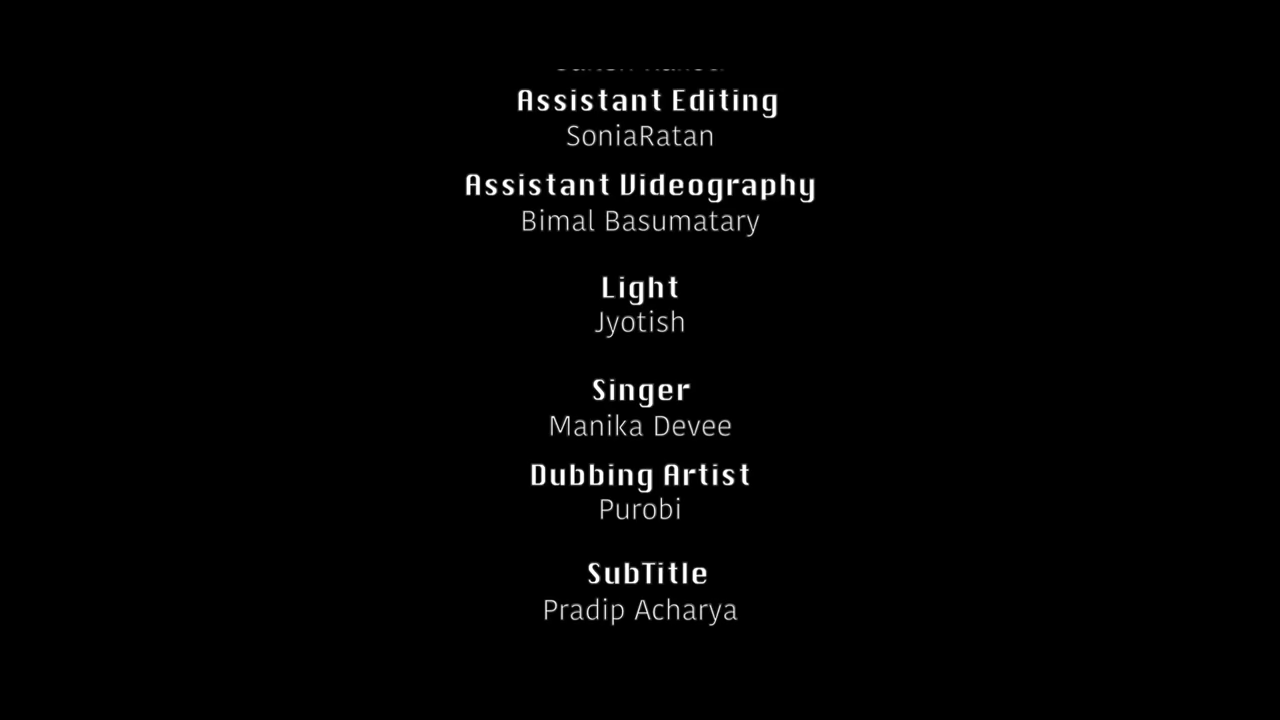 Assistant Editing
SoniaRatan
Assistant Videography
Bimal Basumatary
Light
Jyotish
Singer
Manika Devee
Dubbing Artist
Purobi
SubTitle
Pradip Acharya